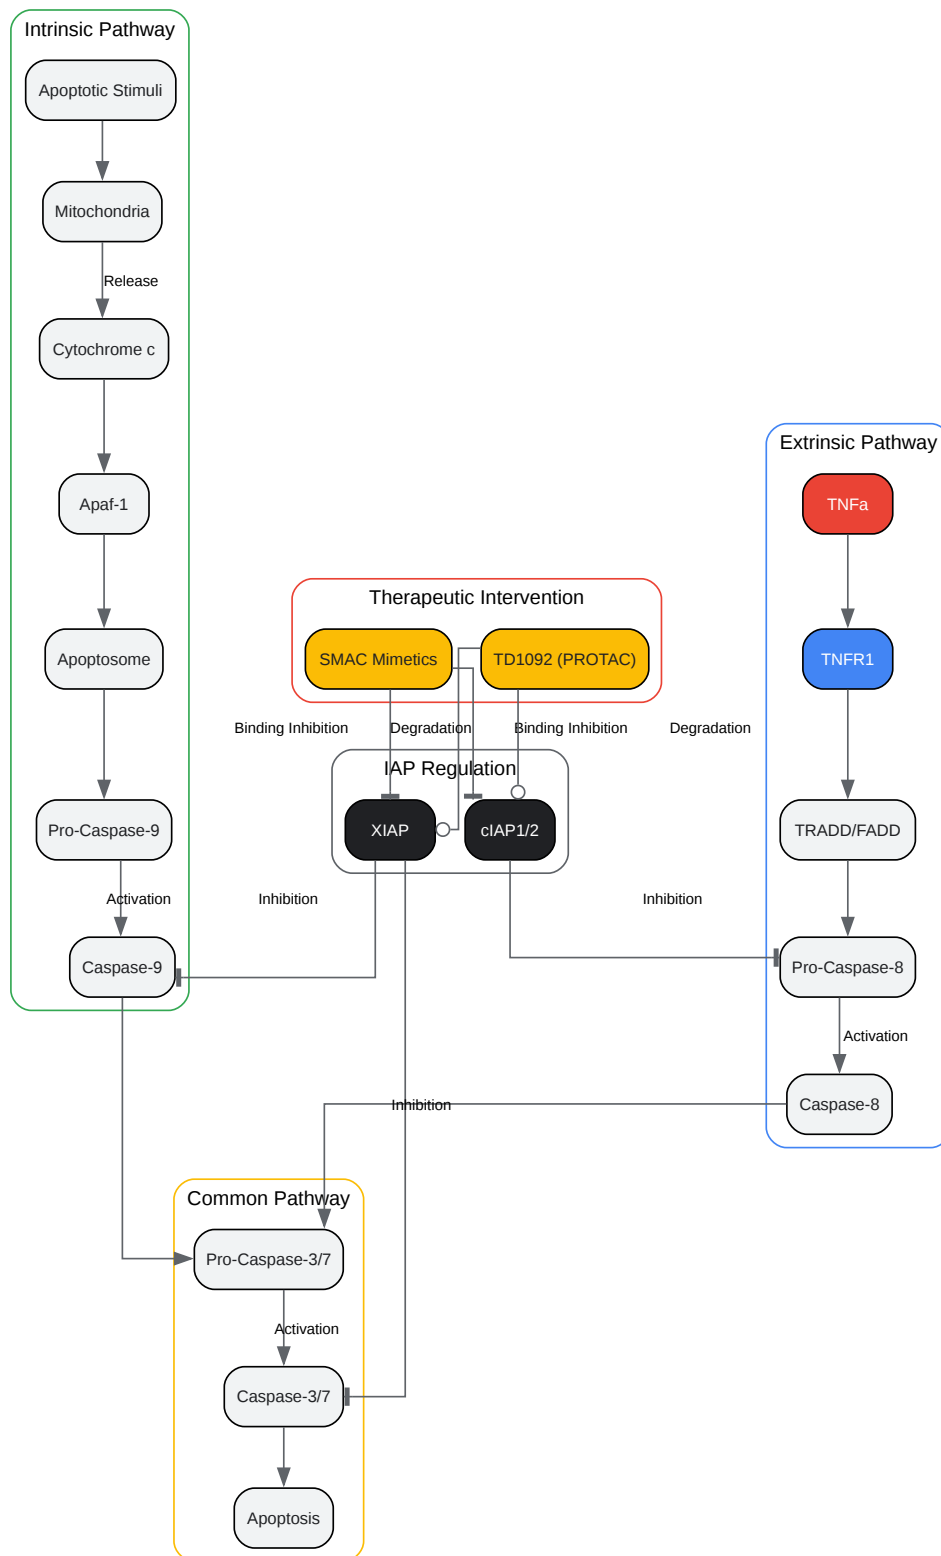 Intrinsic Pathway
Apoptotic Stimuli
Mitochondria
Release
Cytochrome c
Apaf-1
Apoptosome
Pro-Caspase-9
Activation
Caspase-9
Therapeutic Intervention
SMAC Mimetics
TD1092 (PROTAC)
Binding Inhibition
Degradation
Binding Inhibition
Degradation
IAP Regulation
XIAP
cIAP1/2
Inhibition
Inhibition
Extrinsic Pathway
TNFa
TNFR1
TRADD/FADD
Pro-Caspase-8
Activation
Caspase-8
Inhibition
Common Pathway
Pro-Caspase-3/7
Activation
Caspase-3/7
Apoptosis